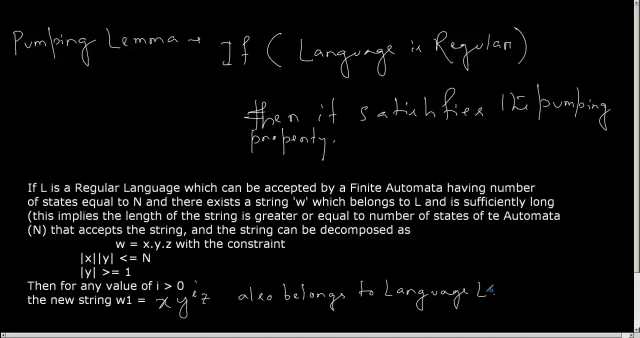 Pumping Lemma → If ( Language is Regular )
then it satisfies the pumping
property.
If L is a Regular Language which can be accepted by a Finite Automata having number
of states equal to N and there exists a string 'w' which belongs to L and is sufficiently long
(this implies the length of the string is greater or equal to number of states of te Automata
(N) that accepts the string, and the string can be decomposed as
w = x.y.z with the constraint
|x||y| <= N
|y| >= 1
Then for any value of i > 0
the new string w1 = x yⁱ z also belongs to Language L